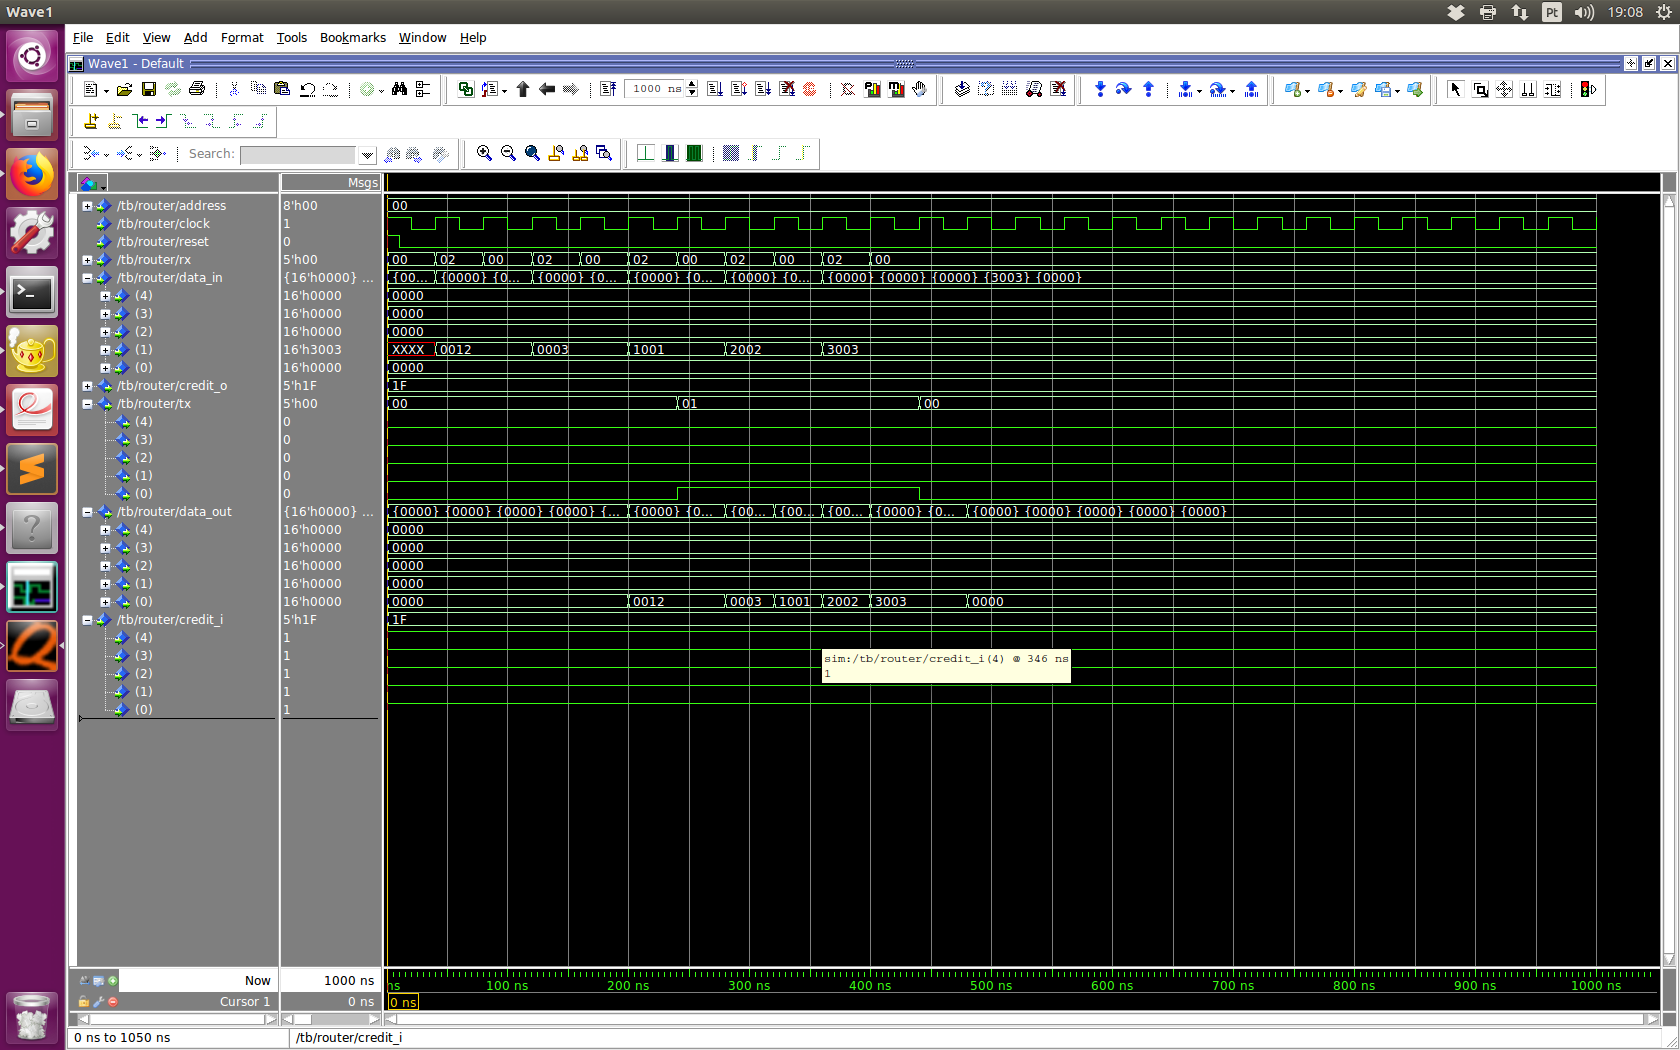 Wave1
Pt
19:08
File Edit View Add Format Tools Bookmarks Window Help
Wave1 - Default
1000 ns
Search:
Msgs
/tb/router/address 8'h00 00
/tb/router/clock 1
/tb/router/reset 0
/tb/router/rx 5'h00 00 02 00 02 00 02 00 02 00 02 00
/tb/router/data_in {16'h0000} ... {00... {0000} {0... {0000} {0... {0000} {0... {0000} {0... {0000} {0000} {0000} {3003} {0000}
(4) 16'h0000 0000
(3) 16'h0000 0000
(2) 16'h0000 0000
(1) 16'h3003 XXXX 0012 0003 1001 2002 3003
(0) 16'h0000 0000
/tb/router/credit_o 5'h1F 1F
/tb/router/tx 5'h00 00 01 00
(4) 0
(3) 0
(2) 0
(1) 0
(0) 0
/tb/router/data_out {16'h0000} ... {0000} {0000} {0000} {0000} {... {0000} {0... {00... {00... {00... {0000} {0... {0000} {0000} {0000} {0000} {0000}
(4) 16'h0000 0000
(3) 16'h0000 0000
(2) 16'h0000 0000
(1) 16'h0000 0000
(0) 16'h0000 0000 0012 0003 1001 2002 3003 0000
/tb/router/credit_i 5'h1F 1F
(4) 1
(3) 1
(2) 1
(1) 1
(0) 1
sim:/tb/router/credit_i(4) @ 346 ns
1
Now 1000 ns
ns 100 ns 200 ns 300 ns 400 ns 500 ns 600 ns 700 ns 800 ns 900 ns 1000 ns
Cursor 1 0 ns 0 ns
0 ns to 1050 ns /tb/router/credit_i